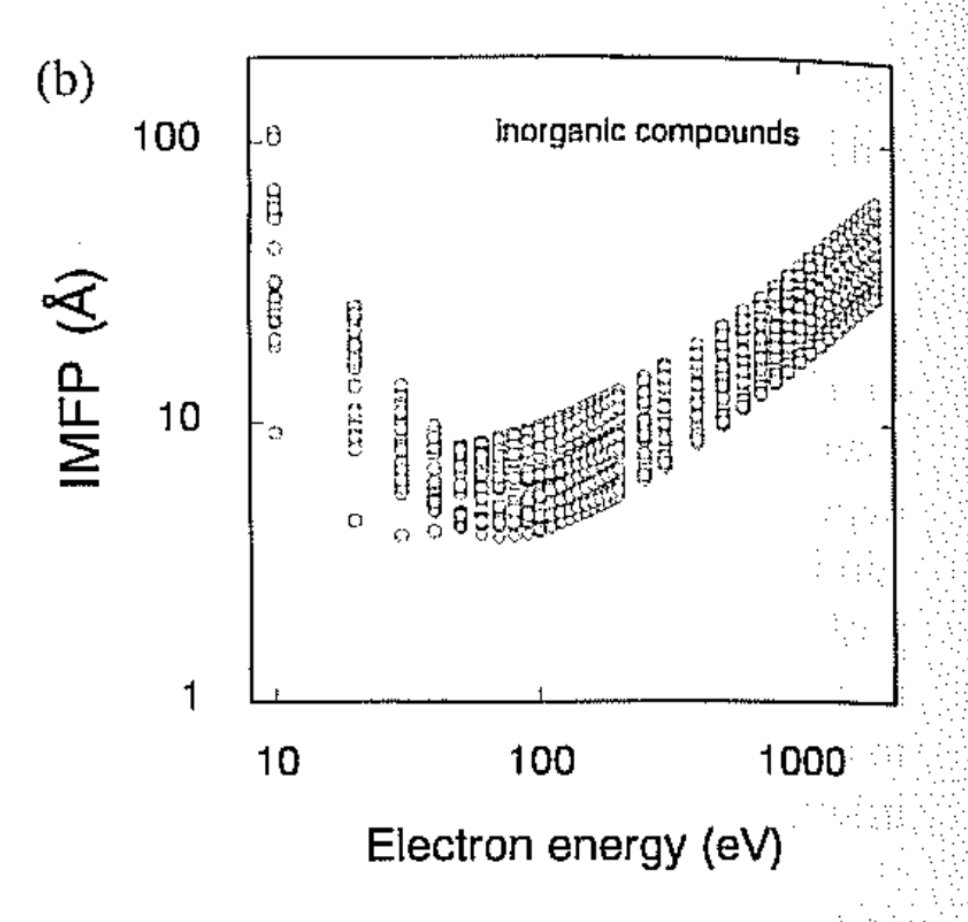 (b)
Inorganic compounds
100
10
1
IMFP (Å)
10 100 1000
Electron energy (eV)